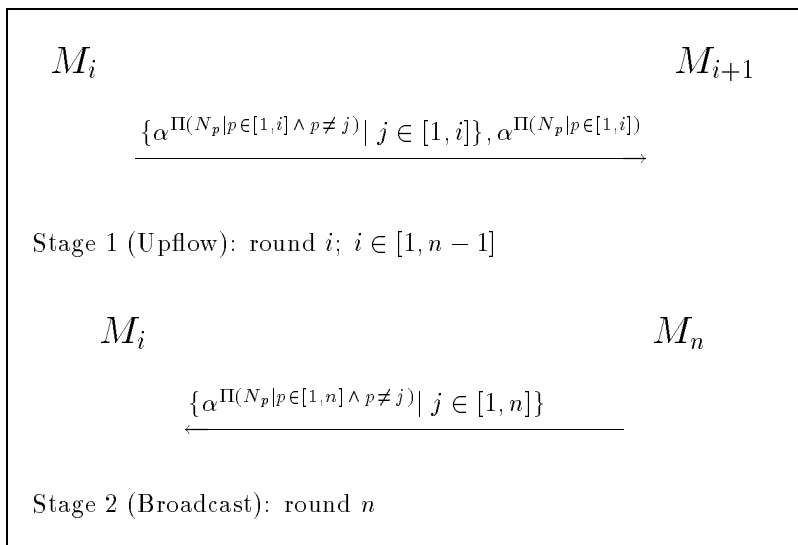 M_i M_{i+1}
{α^{Π(N_p|p∈[1,i] ∧ p≠j)}| j ∈ [1, i]}, α^{Π(N_p|p∈[1,i])}
Stage 1 (Upflow): round i; i ∈ [1, n − 1]
M_i M_n
{α^{Π(N_p|p∈[1,n] ∧ p≠j)}| j ∈ [1, n]}
Stage 2 (Broadcast): round n